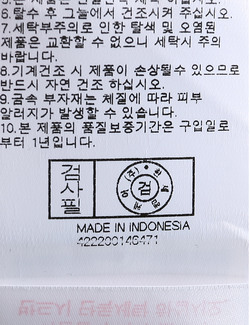 6.탈수 후 그늘에서 건조시켜 주십시오.
7.세탁부주의로 인한 탈색 및 오염원
제품은 교환할 수 없으니 세탁시 주의
바랍니다.
8.기계건조 시 제품이 손상될수 있으므로
반드시 자연 건조 하십시오.
9.금속 부자재는 체질에 따라 피부
알러지가 발생할 수 있습니다.
10.본 제품의 품질보증기간은 구입일로
부터 1년입니다.
검사필
검
MADE IN INDONESIA
422200146471